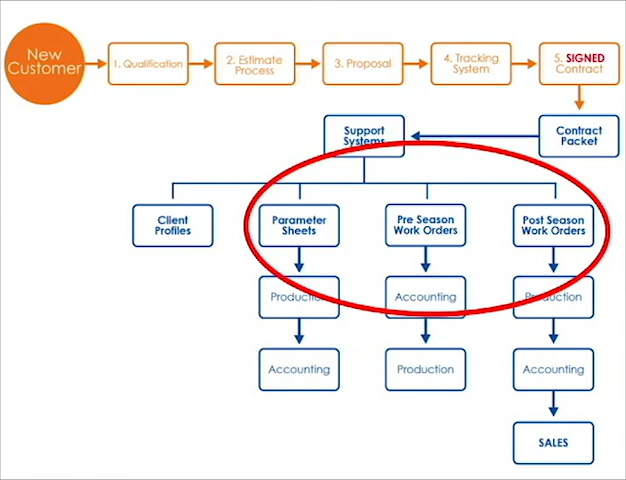 New
Customer
1. Qualification
2. Estimate
Process
3. Proposal
4. Tracking
System
5. SIGNED
Contract
Support
Systems
Contract
Packet
Client
Profiles
Parameter
Sheets
Pre Season
Work Orders
Post Season
Work Orders
Production
Accounting
Production
Accounting
Production
Accounting
SALES